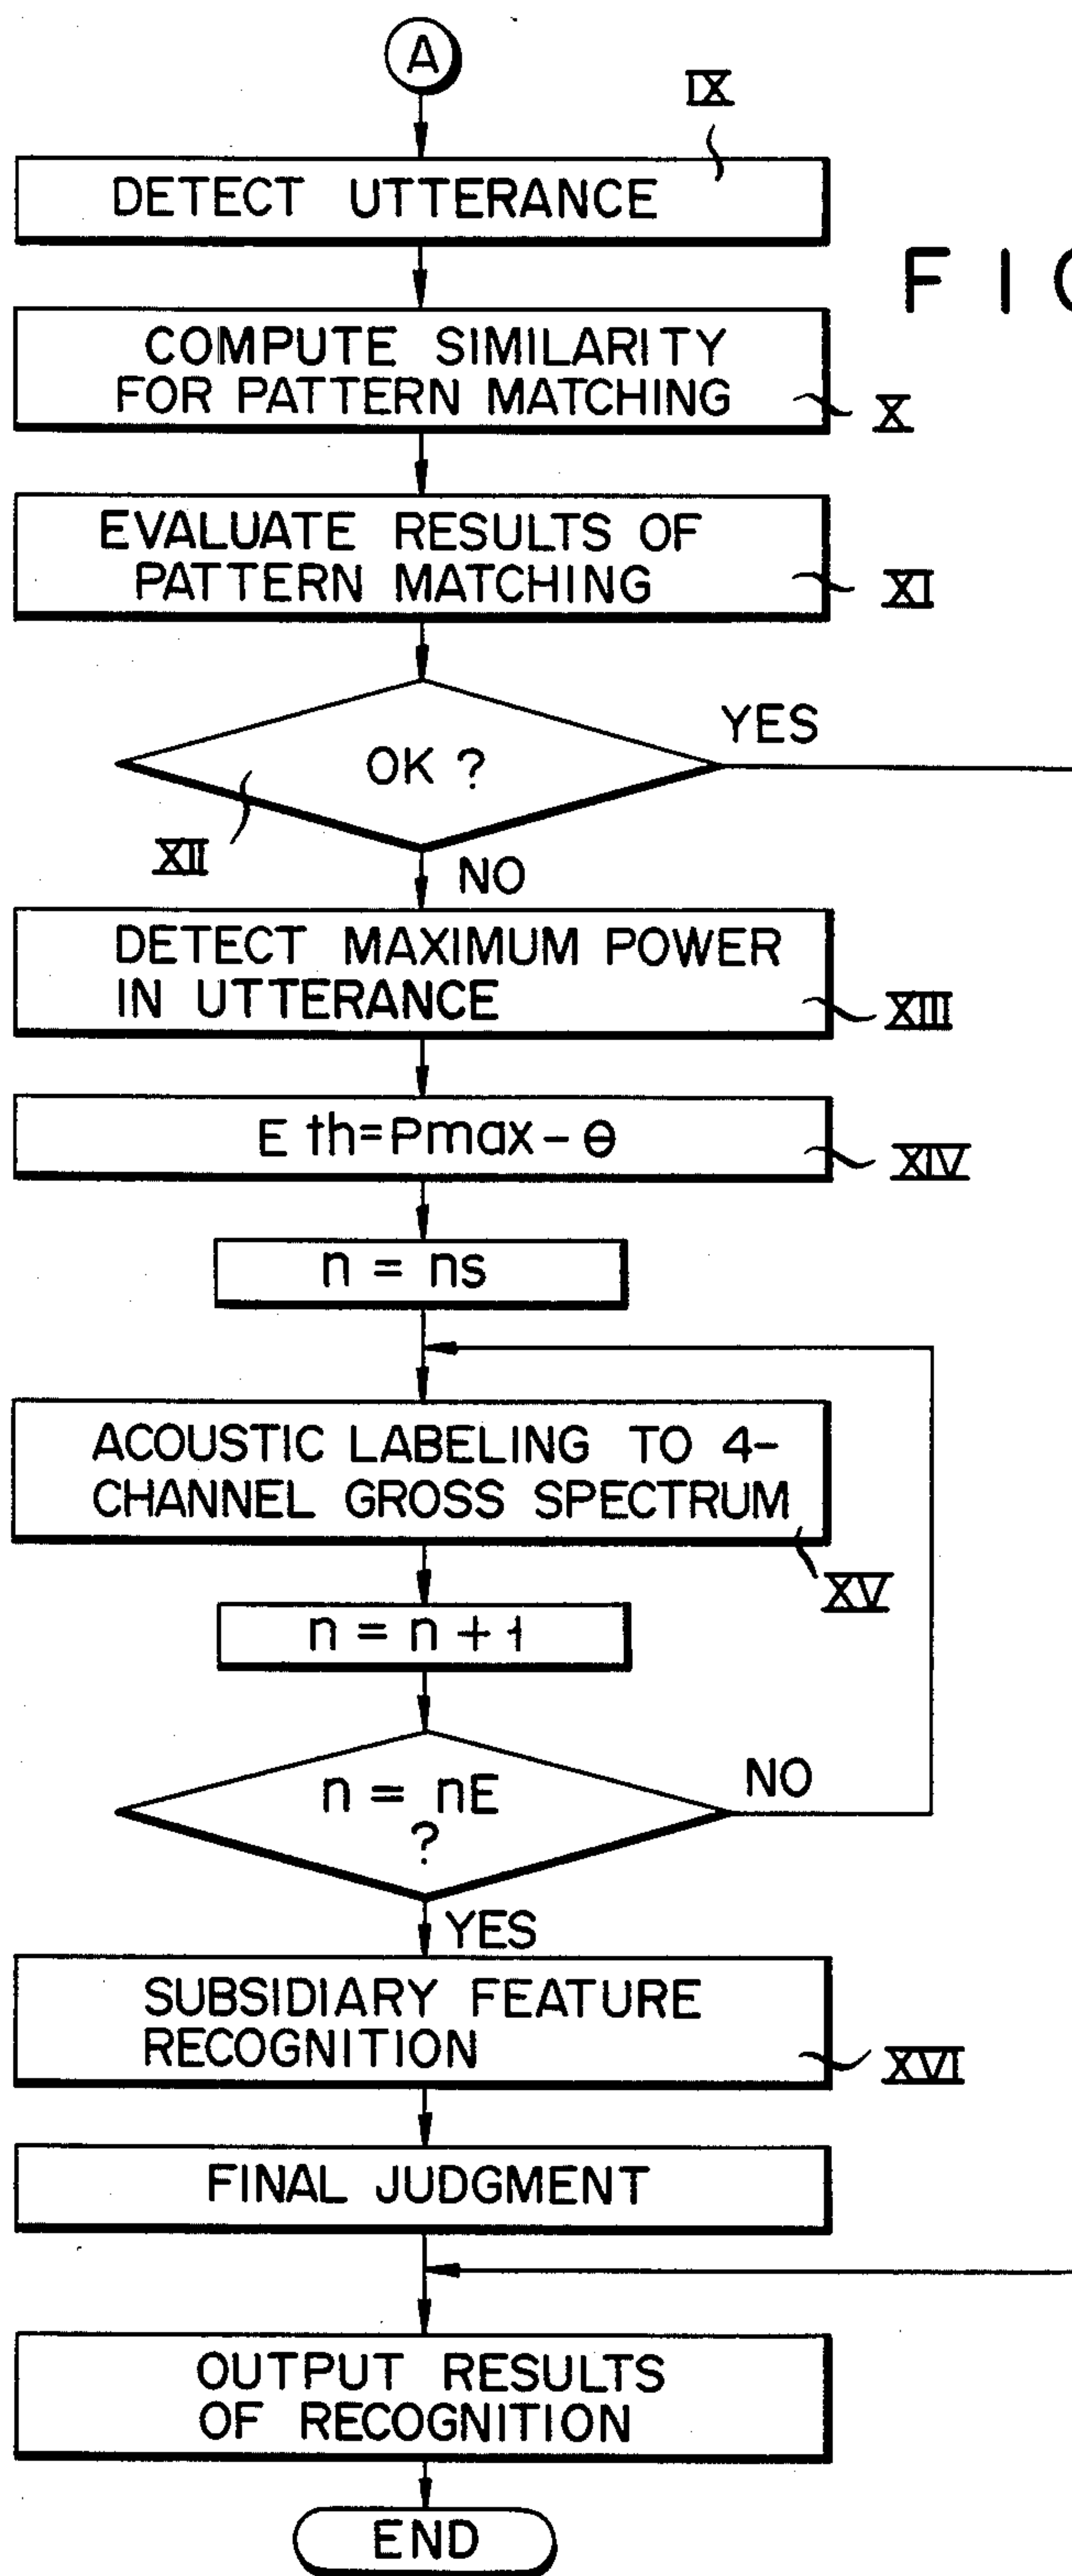 A
IX
DETECT UTTERANCE
F I
COMPUTE SIMILARITY
FOR PATTERN MATCHING
X
EVALUATE RESULTS OF
PATTERN MATCHING
XI
YES
OK ?
XII
NO
DETECT MAXIMUM POWER
IN UTTERANCE
XIII
Eth=Pmax-θ
XIV
n = ns
ACOUSTIC LABELING TO 4-
CHANNEL GROSS SPECTRUM
XV
n = n + 1
n = nE
?
NO
YES
SUBSIDIARY FEATURE
RECOGNITION
XVI
FINAL JUDGMENT
OUTPUT RESULTS
OF RECOGNITION
END